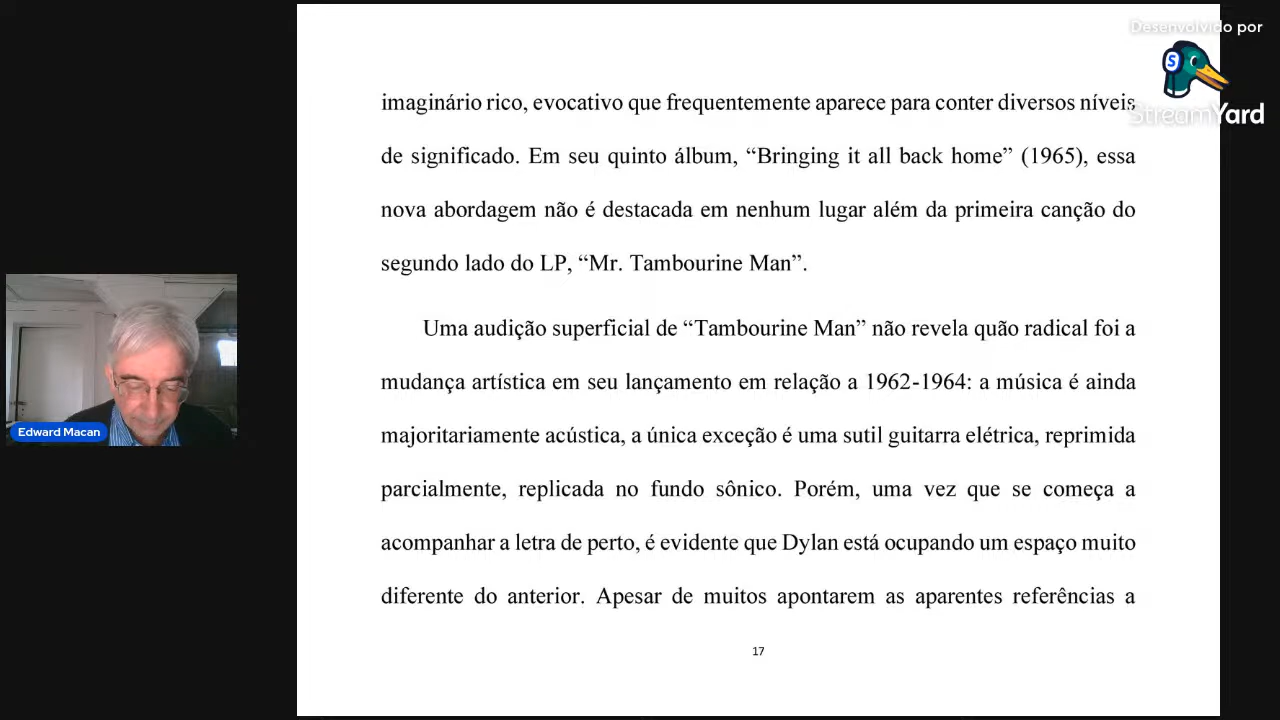 Desenvolvido por
StreamYard
imaginário rico, evocativo que frequentemente aparece para conter diversos níveis
de significado. Em seu quinto álbum, “Bringing it all back home” (1965), essa
nova abordagem não é destacada em nenhum lugar além da primeira canção do
segundo lado do LP, “Mr. Tambourine Man”.
Uma audição superficial de “Tambourine Man” não revela quão radical foi a
mudança artística em seu lançamento em relação a 1962-1964: a música é ainda
majoritariamente acústica, a única exceção é uma sutil guitarra elétrica, reprimida
parcialmente, replicada no fundo sônico. Porém, uma vez que se começa a
acompanhar a letra de perto, é evidente que Dylan está ocupando um espaço muito
diferente do anterior. Apesar de muitos apontarem as aparentes referências a
17
Edward Macan
S